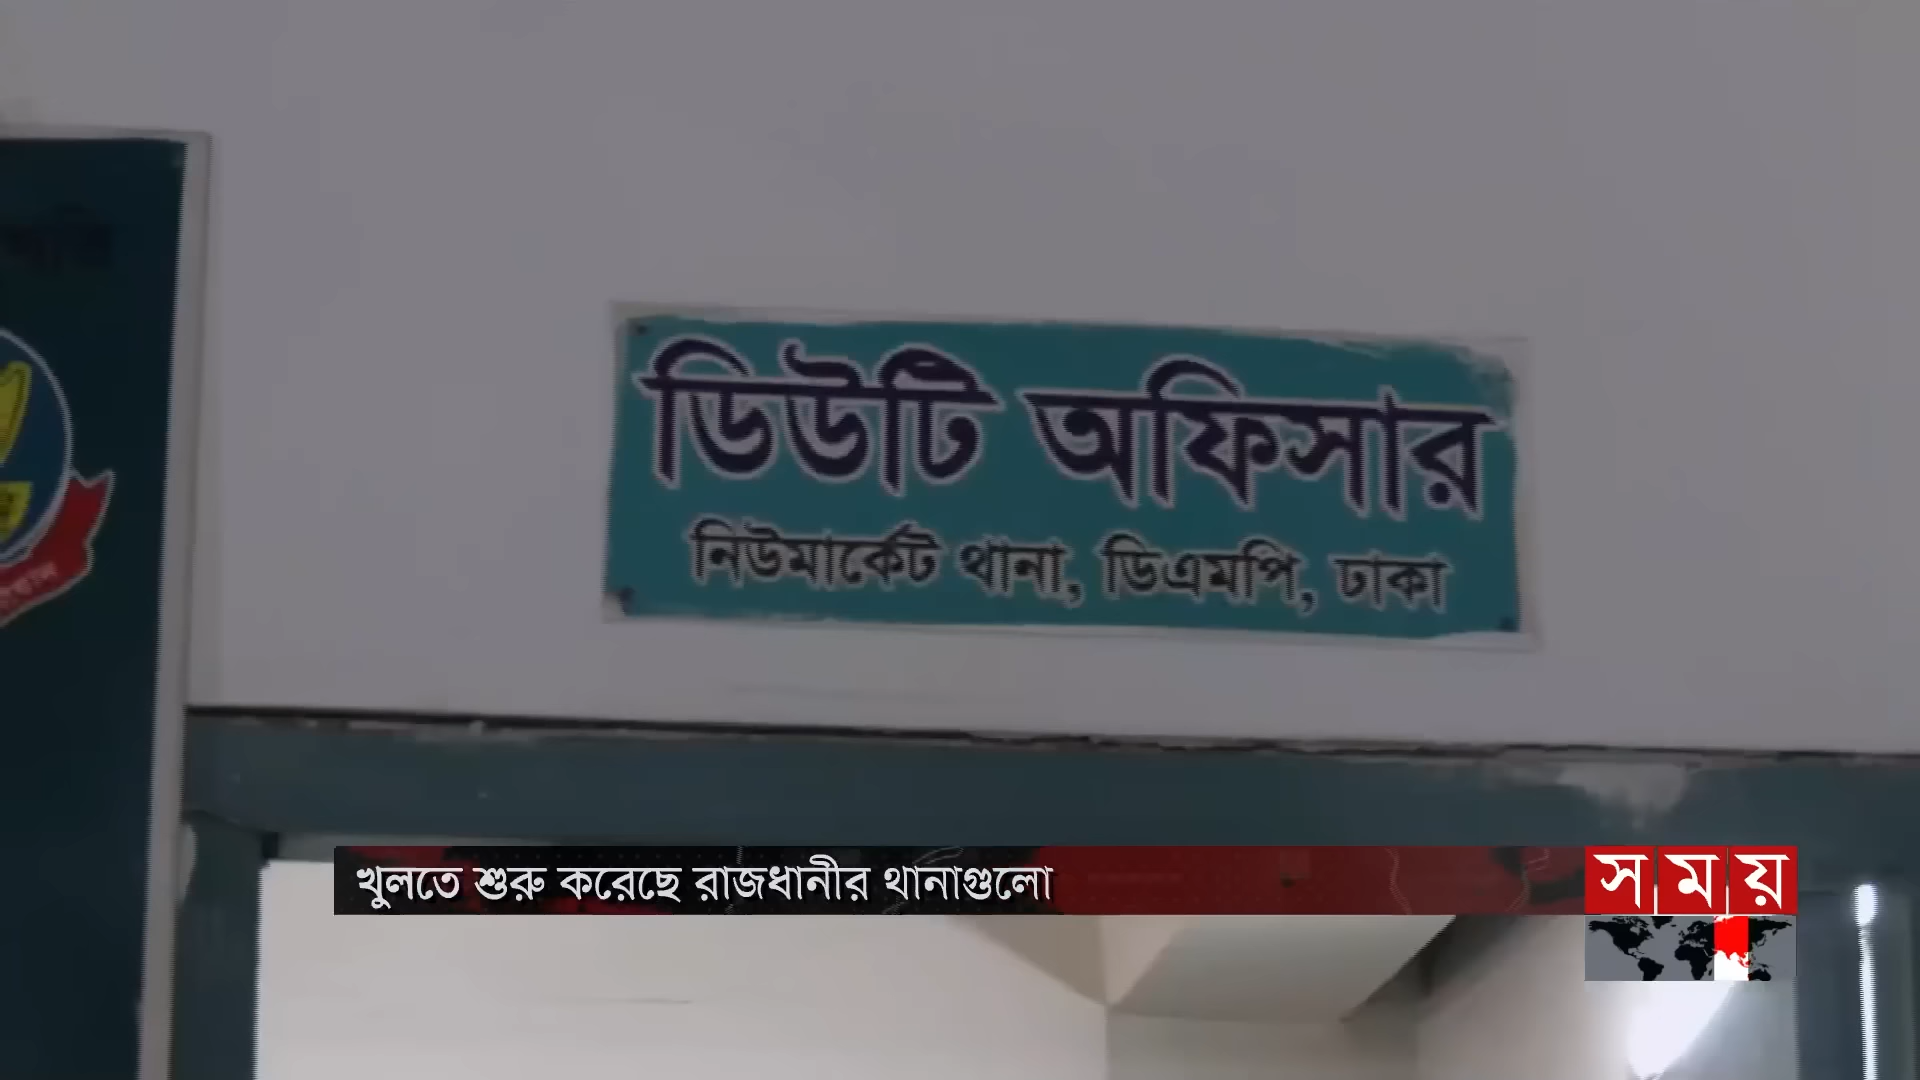 ডিউটি অফিসার
নিউমার্কেট থানা, ডিএমপি, ঢাকা
খুলতে শুরু করেছে রাজধানীর থানাগুলো
সময়